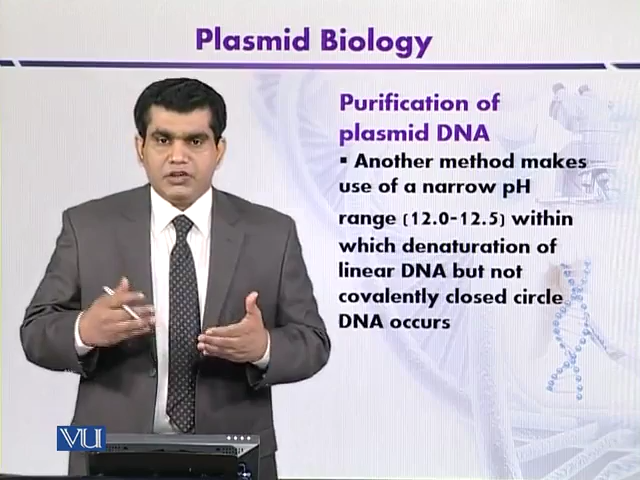 Plasmid Biology
Purification of
plasmid DNA
▪ Another method makes
use of a narrow pH
range (12.0-12.5) within
which denaturation of
linear DNA but not
covalently closed circle
DNA occurs
VU